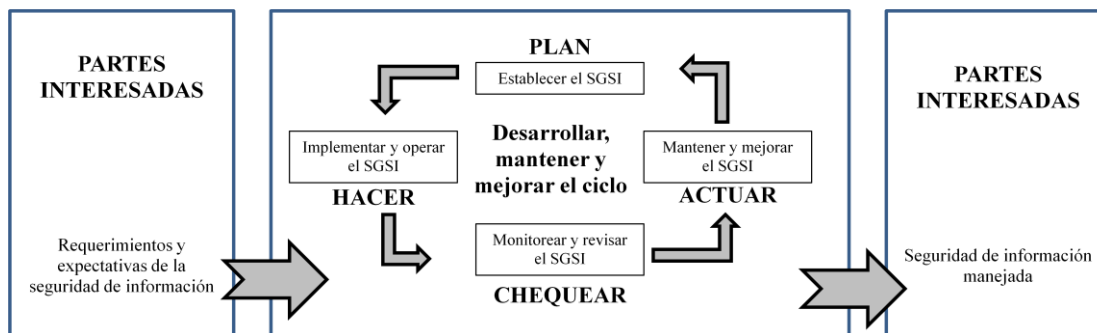 PARTES
INTERESADAS
Requerimientos y
expectativas de la
seguridad de información
PLAN
Establecer el SGSI
Implementar y operar
el SGSI
HACER
Desarrollar,
mantener y
mejorar el ciclo
Mantener y mejorar
el SGSI
ACTUAR
Monitorear y revisar
el SGSI
CHEQUEAR
PARTES
INTERESADAS
Seguridad de información
manejada